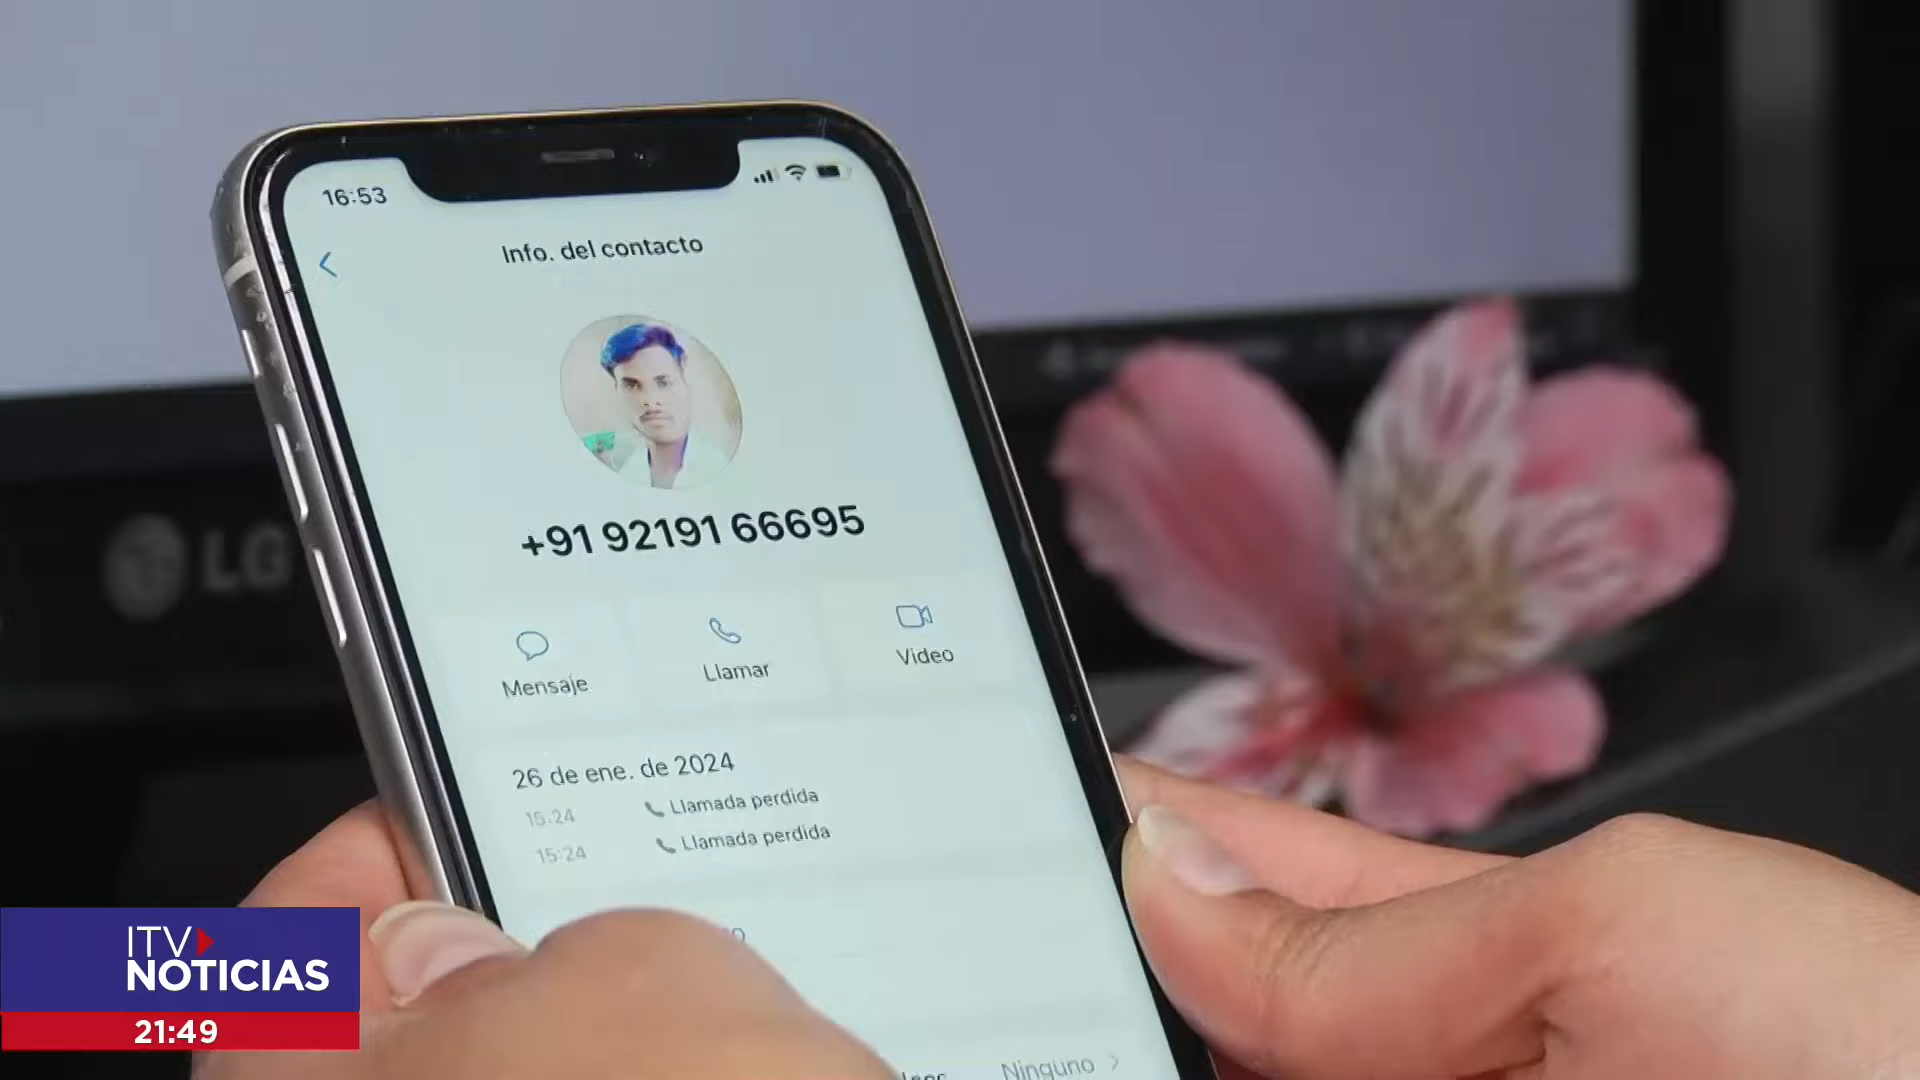 16:53
Info. del contacto
+91 92191 66695
Mensaje
Llamar
Video
26 de ene. de 2024
15:24 Llamada perdida
15:24 Llamada perdida
Ninguno
LG
ITV
NOTICIAS
21:49